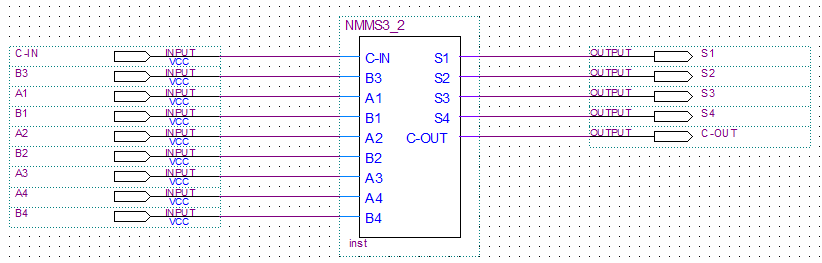 NMMS3_2
C-IN INPUT VCC C-IN S1 OUTPUT S1
B3 INPUT VCC B3 S2 OUTPUT S2
A1 INPUT VCC A1 S3 OUTPUT S3
B1 INPUT VCC B1 S4 OUTPUT S4
A2 INPUT VCC A2 C-OUT OUTPUT C-OUT
B2 INPUT VCC B2
A3 INPUT VCC A3
A4 INPUT VCC A4
B4 INPUT VCC B4
inst